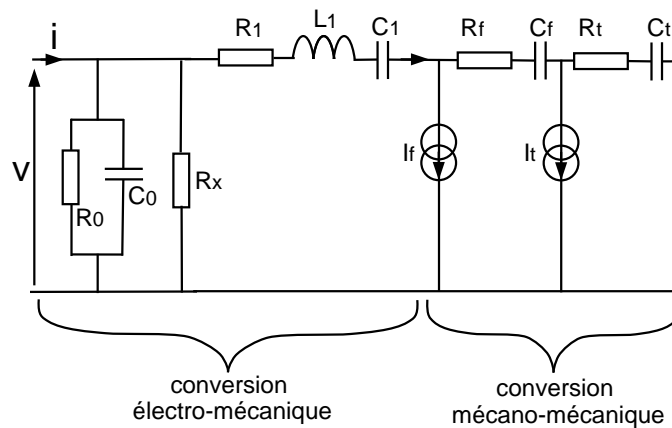 i
R1
L1
C1
Rf
Cf
Rt
Ct
v
R0
C0
Rx
If
It
conversion
électro-mécanique
conversion
mécano-mécanique